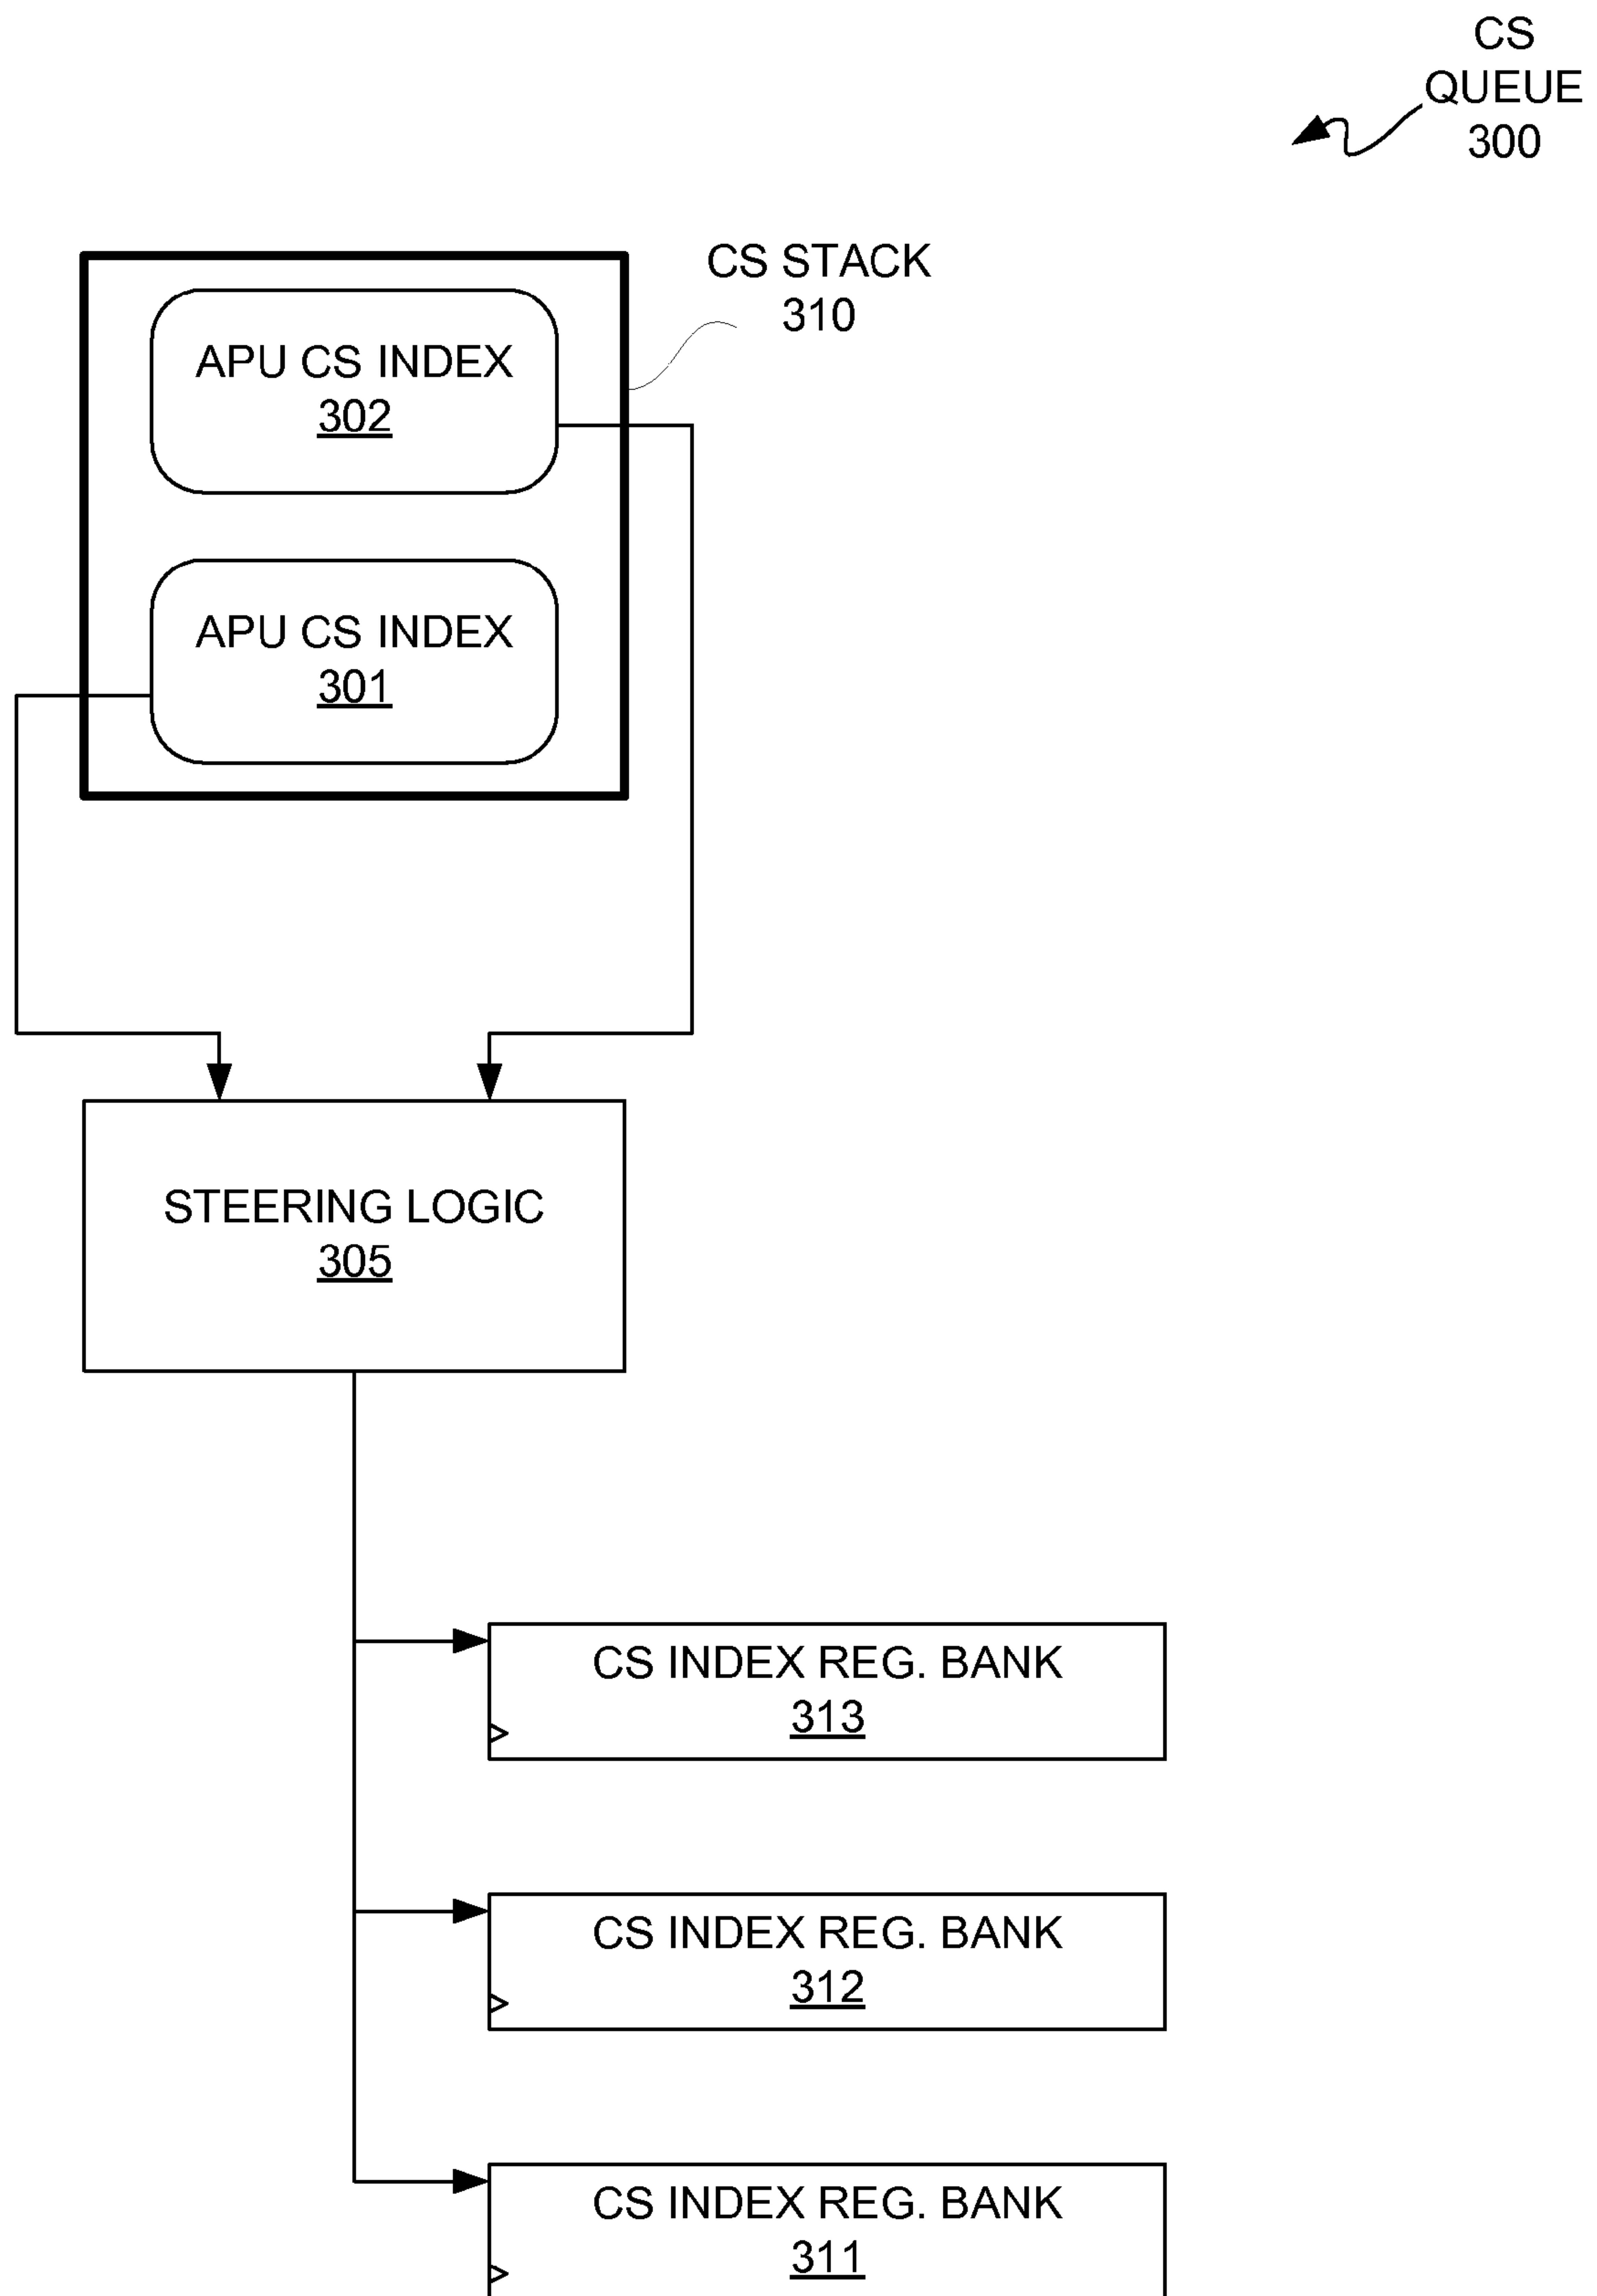 CS
QUEUE
300
CS STACK
310
APU CS INDEX
302
APU CS INDEX
301
STEERING LOGIC
305
CS INDEX REG. BANK
313
CS INDEX REG. BANK
312
CS INDEX REG. BANK
311